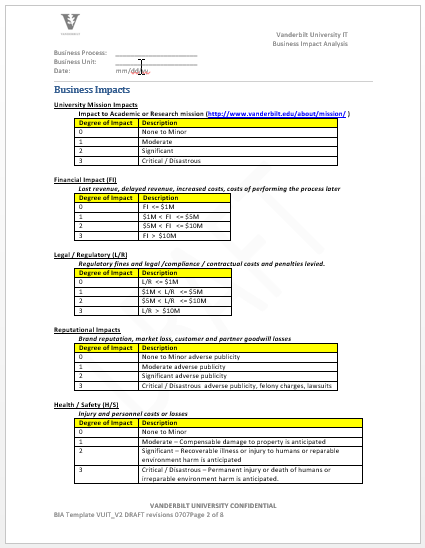 Vanderbilt University IT
Business Impact Analysis
Business Process:
Business Unit:
Date: mm/dd/yy
Business Impacts
University Mission Impacts
Impact to Academic or Research mission (http://www.vanderbilt.edu/about/mission/ )
Degree of Impact Description
0 None to Minor
1 Moderate
2 Significant
3 Critical / Disastrous
Financial Impact (FI)
Lost revenue, delayed revenue, increased costs, costs of performing the process later
Degree of Impact Description
0 FI <= $1M
1 $1M < FI <= $5M
2 $5M < FI <= $10M
3 FI > $10M
Legal / Regulatory (L/R)
Regulatory fines and legal /compliance / contractual costs and penalties levied.
Degree of Impact Description
0 L/R <= $1M
1 $1M < L/R <= $5M
2 $5M < L/R <= $10M
3 L/R > $10M
Reputational Impacts
Brand reputation, market loss, customer and partner goodwill losses
Degree of Impact Description
0 None to Minor adverse publicity
1 Moderate adverse publicity
2 Significant adverse publicity
3 Critical / Disastrous adverse publicity, felony charges, lawsuits
Health / Safety (H/S)
Injury and personnel costs or losses
Degree of Impact Description
0 None to Minor
1 Moderate – Compensable damage to property is anticipated
2 Significant – Recoverable illness or injury to humans or reparable
environment harm is anticipated
3 Critical / Disastrous – Permanent injury or death of humans or
irreparable environment harm is anticipated.
VANDERBILT UNIVERSITY CONFIDENTIAL
BIA Template VUIT_V2 DRAFT revisions 0707Page 2 of 8